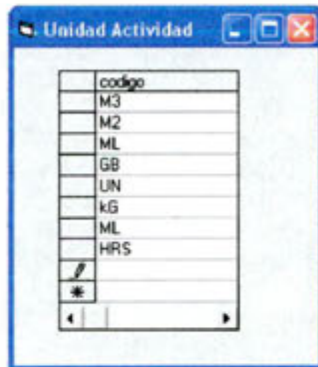 Unidad Actividad
codigo
M3
M2
ML
GB
UN
kG
ML
HRS